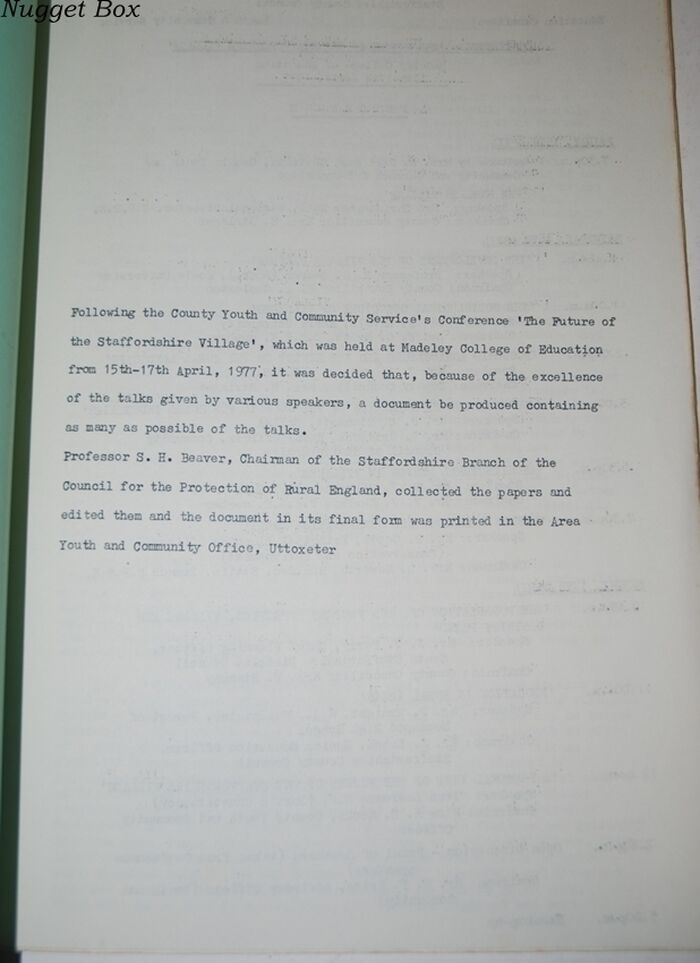 Nugget Box
Following the County Youth and Community Service's Conference 'The Future of
the Staffordshire Village', which was held at Madeley College of Education
from 15th-17th April, 1977, it was decided that, because of the excellence
of the talks given by various speakers, a document be produced containing
as many as possible of the talks.
Professor S. H. Beaver, Chairman of the Staffordshire Branch of the
Council for the Protection of Rural England, collected the papers and
edited them and the document in its final form was printed in the Area
Youth and Community Office, Uttoxeter